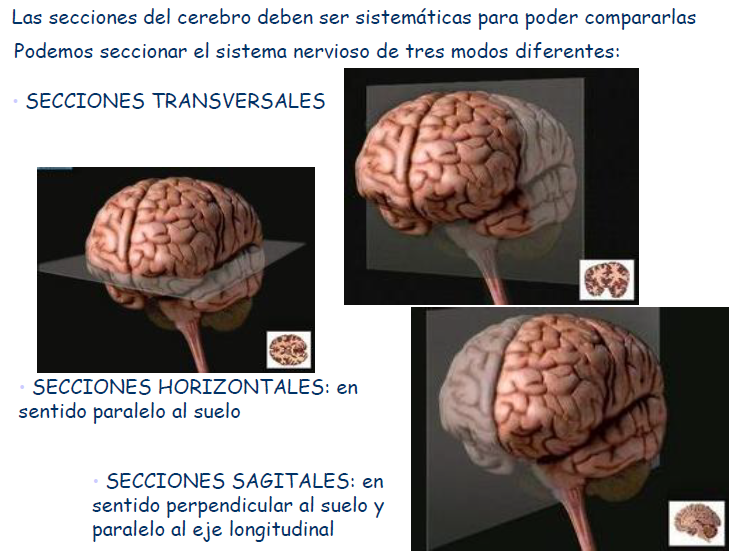 Las secciones del cerebro deben ser sistemáticas para poder compararlas
Podemos seccionar el sistema nervioso de tres modos diferentes:
· SECCIONES TRANSVERSALES
· SECCIONES HORIZONTALES: en
sentido paralelo al suelo
· SECCIONES SAGITALES: en
sentido perpendicular al suelo y
paralelo al eje longitudinal